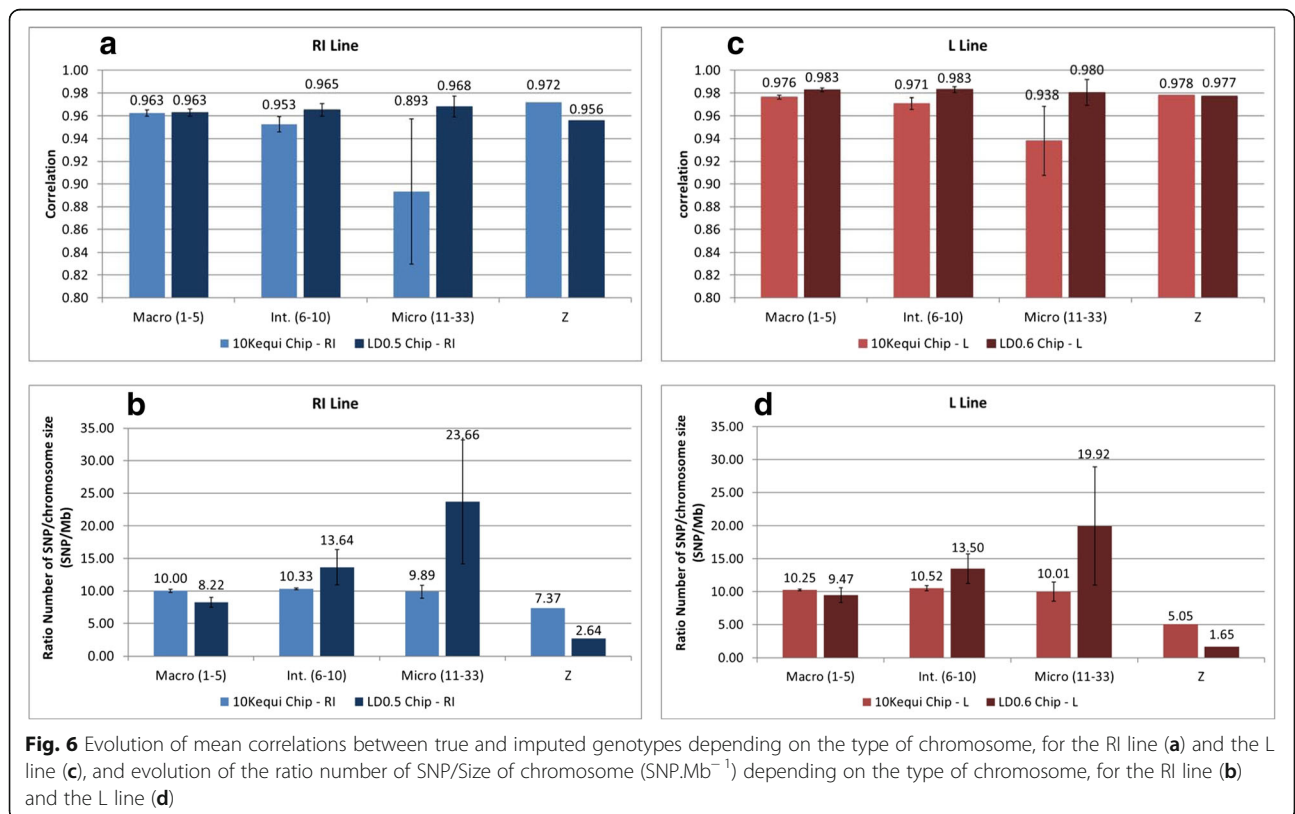 a
RI Line
1.00
0.98
0.96
0.94
0.92
0.90
0.88
0.86
0.84
0.82
0.80
Correlation
0.963 0.963
0.953
0.965
0.893
0.968
0.972
0.956
Macro (1-5) Int. (6-10) Micro (11-33) Z
10Kequi Chip - RI LD0.5 Chip - RI
c
L Line
1.00
0.98
0.96
0.94
0.92
0.90
0.88
0.86
0.84
0.82
0.80
correlation
0.976
0.983
0.971
0.983
0.938
0.980
0.978 0.977
Macro (1-5) Int. (6-10) Micro (11-33) Z
10Kequi Chip - L LD0.6 Chip - L
b
RI Line
35.00
30.00
25.00
20.00
15.00
10.00
5.00
0.00
Ratio Number of SNP/chromosome size
(SNP/Mb)
10.00
8.22
10.33
13.64
9.89
23.66
7.37
2.64
Macro (1-5) Int. (6-10) Micro (11-33) Z
10Kequi Chip - RI LD0.5 Chip - RI
d
L Line
35.00
30.00
25.00
20.00
15.00
10.00
5.00
0.00
Ratio Number of SNP/chromosome size
(SNP/Mb)
10.25
9.47
10.52
13.50
10.01
19.92
5.05
1.65
Macro (1-5) Int. (6-10) Micro (11-33) Z
10Kequi Chip - L LD0.6 Chip - L
Fig. 6 Evolution of mean correlations between true and imputed genotypes depending on the type of chromosome, for the RI line (a) and the L
line (c), and evolution of the ratio number of SNP/Size of chromosome (SNP.Mb⁻¹) depending on the type of chromosome, for the RI line (b)
and the L line (d)